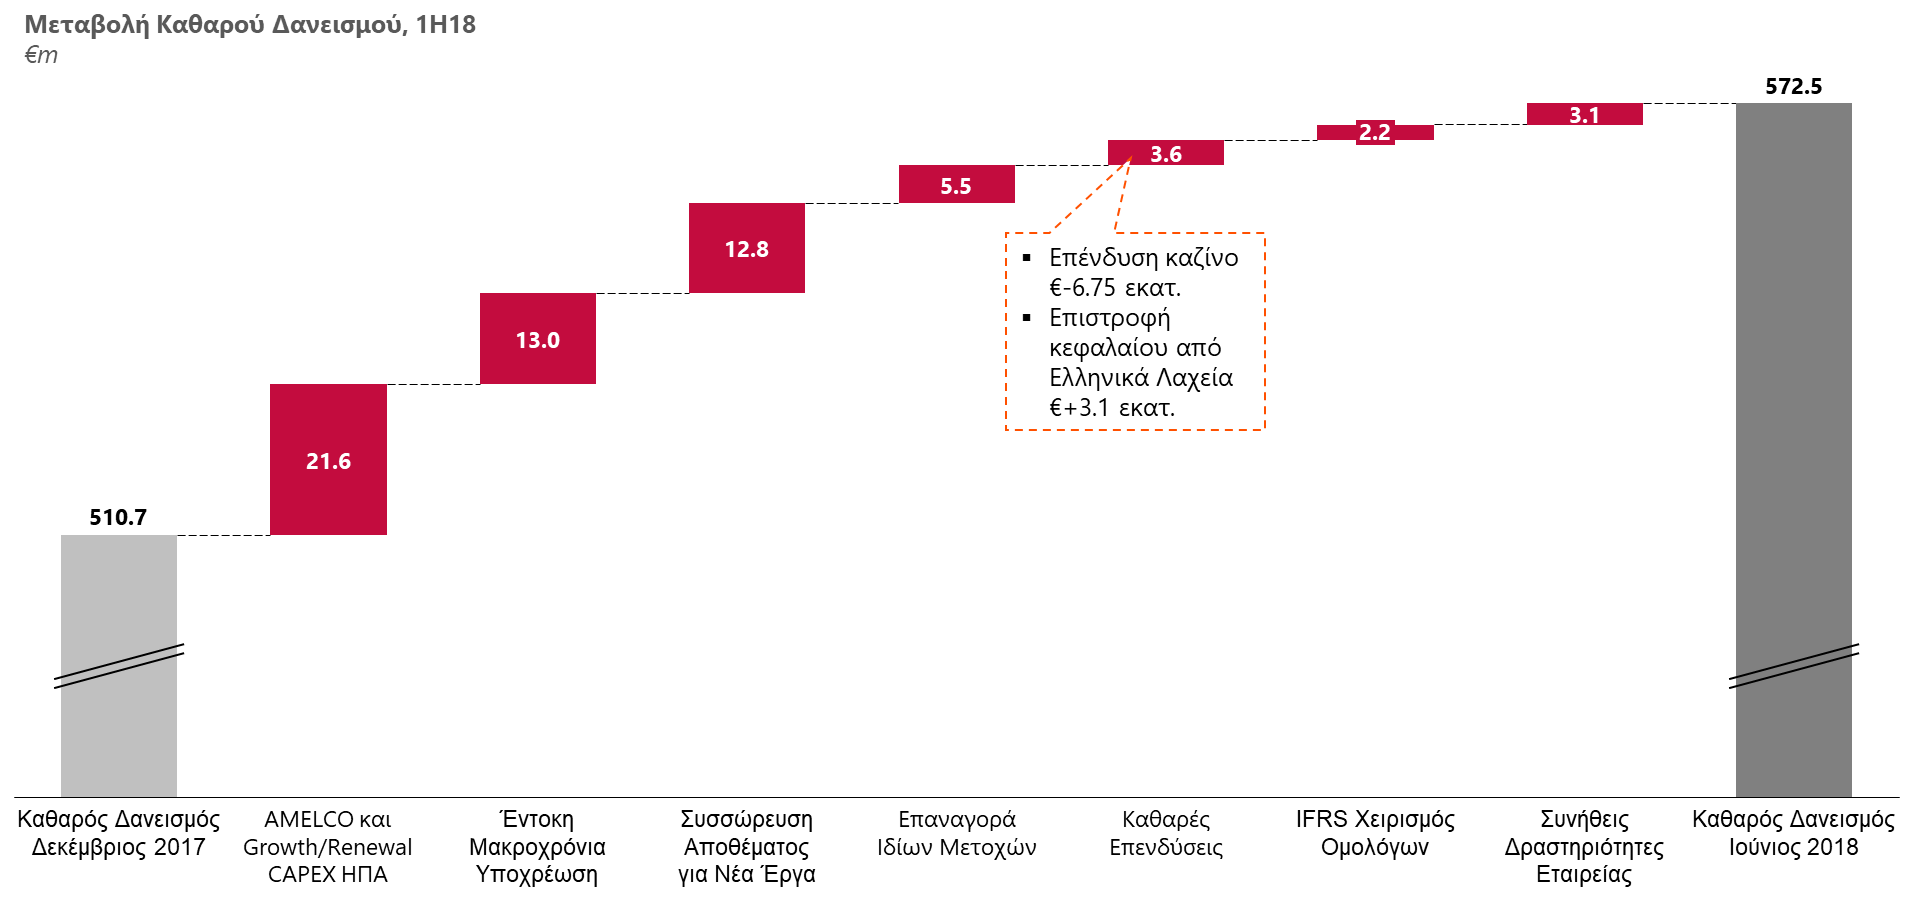 Μεταβολή Καθαρού Δανεισμού, 1H18
€m
572.5
3.1
2.2
3.6
5.5
12.8
13.0
21.6
510.7
▪ Επένδυση καζίνο
€-6.75 εκατ.
▪ Επιστροφή
κεφαλαίου από
Ελληνικά Λαχεία
€+3.1 εκατ.
Καθαρός Δανεισμός
Δεκέμβριος 2017
AMELCO και
Growth/Renewal
CAPEX ΗΠΑ
Έντοκη
Μακροχρόνια
Υποχρέωση
Συσσώρευση
Αποθέματος
για Νέα Έργα
Επαναγορά
Ιδίων Μετοχών
Καθαρές
Επενδύσεις
IFRS Χειρισμός
Ομολόγων
Συνήθεις
Δραστηριότητες
Εταιρείας
Καθαρός Δανεισμός
Ιούνιος 2018